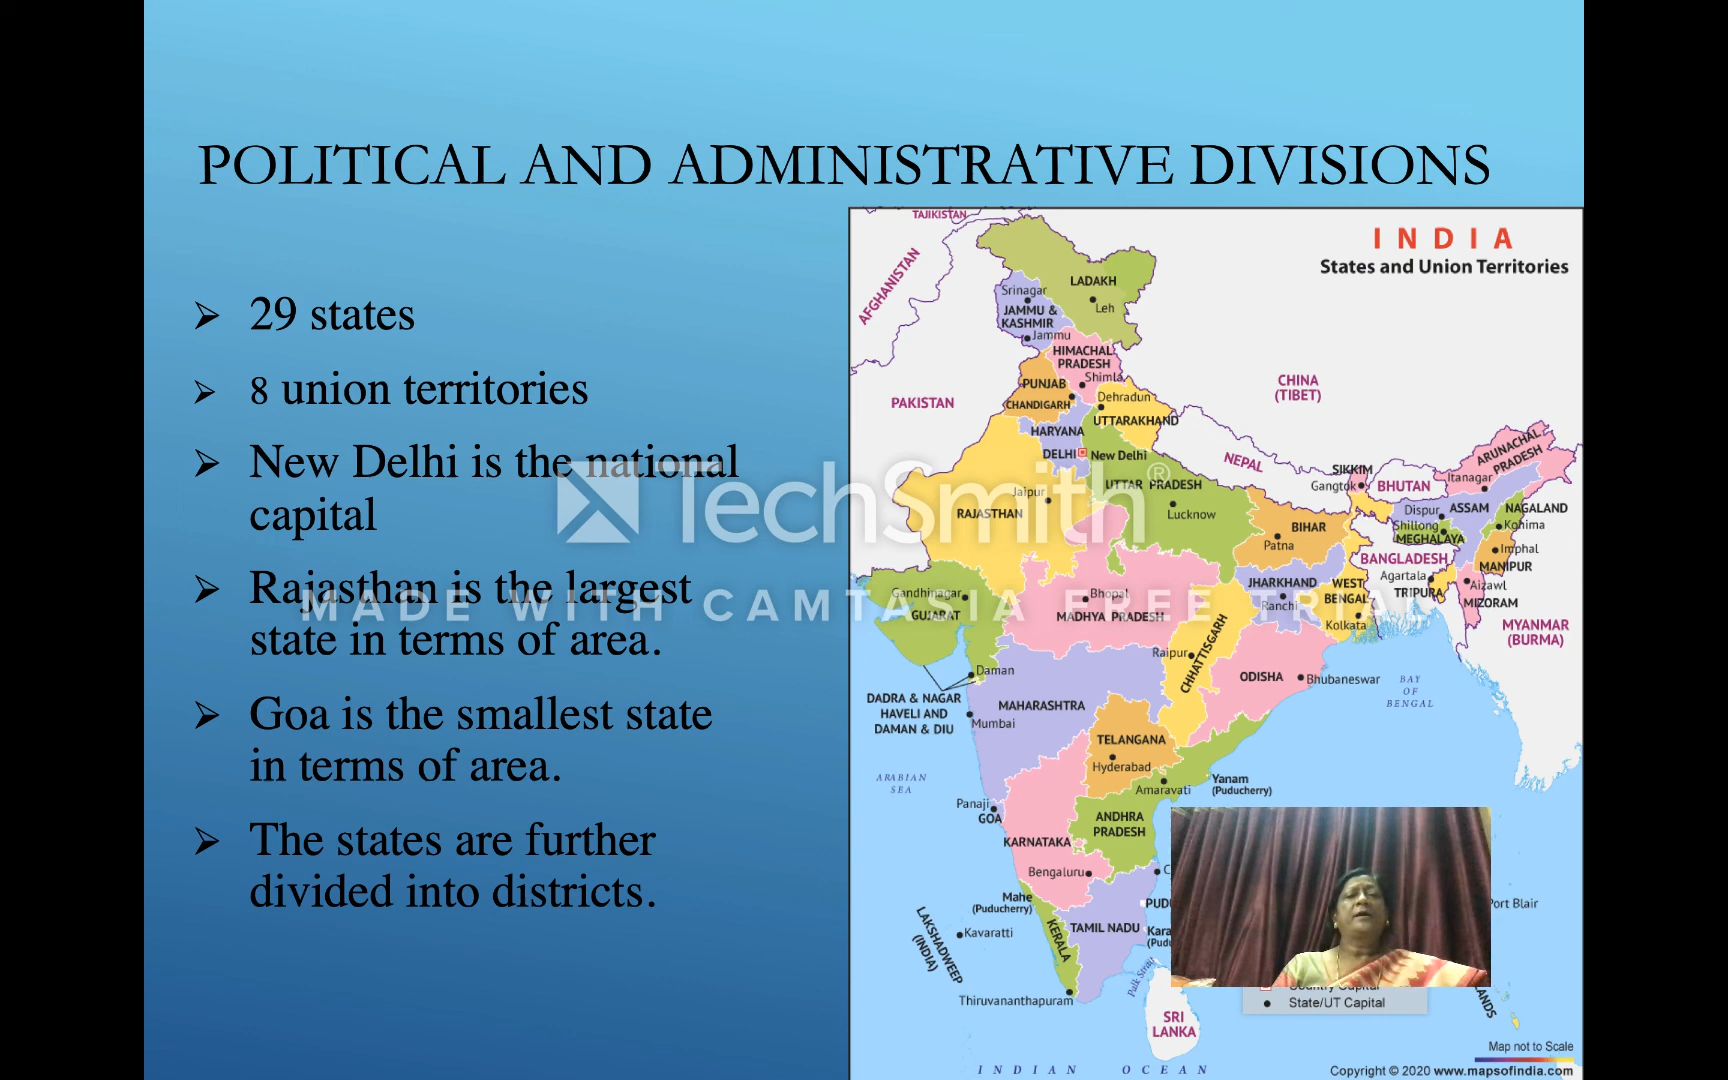 POLITICAL AND ADMINISTRATIVE DIVISIONS
➢ 29 states
➢ 8 union territories
➢ New Delhi is the national
capital
➢ Rajasthan is the largest
state in terms of area.
➢ Goa is the smallest state
in terms of area.
➢ The states are further
divided into districts.
TechSmith®
MADE WITH CAMTASIA FREE TRIAL
INDIA
States and Union Territories
TAJIKISTAN
AFGHANISTAN
LADAKH
Leh
Srinagar
JAMMU &
KASHMIR
Jammu
HIMACHAL
PRADESH
Shimla
PUNJAB
CHANDIGARH
Dehradun
UTTARAKHAND
CHINA
(TIBET)
PAKISTAN
HARYANA
DELHI
New Delhi
NEPAL
SIKKIM
Gangtok
BHUTAN
ARUNACHAL
PRADESH
Itanagar
Jaipur
RAJASTHAN
UTTAR PRADESH
Lucknow
BIHAR
Patna
Dispur
ASSAM
NAGALAND
Shillong
Kohima
MEGHALAYA
Imphal
MANIPUR
BANGLADESH
Agartala
TRIPURA
Aizawl
MIZORAM
MYANMAR
(BURMA)
Gandhinagar
GUJARAT
Bhopal
MADHYA PRADESH
JHARKHAND
Ranchi
WEST
BENGAL
Kolkata
Raipur
CHHATTISGARH
ODISHA
Bhubaneswar
BAY
OF
BENGAL
Daman
DADRA & NAGAR
HAVELI AND
DAMAN & DIU
MAHARASHTRA
Mumbai
TELANGANA
Hyderabad
ARABIAN
SEA
Amaravati
Yanam
(Puducherry)
Panaji
GOA
KARNATAKA
ANDHRA
PRADESH
Bengaluru
C
Mahe
(Puducherry)
PUDU
Kara
(Pudu
TAMIL NADU
KERALA
LAKSHADWEEP
(INDIA)
Kavaratti
Thiruvananthapuram
Palk Strait
SRI
LANKA
Port Blair
LANDS
Country Capital
State/UT Capital
INDIAN OCEAN
Map not to Scale
Copyright © 2020 www.mapsofindia.com